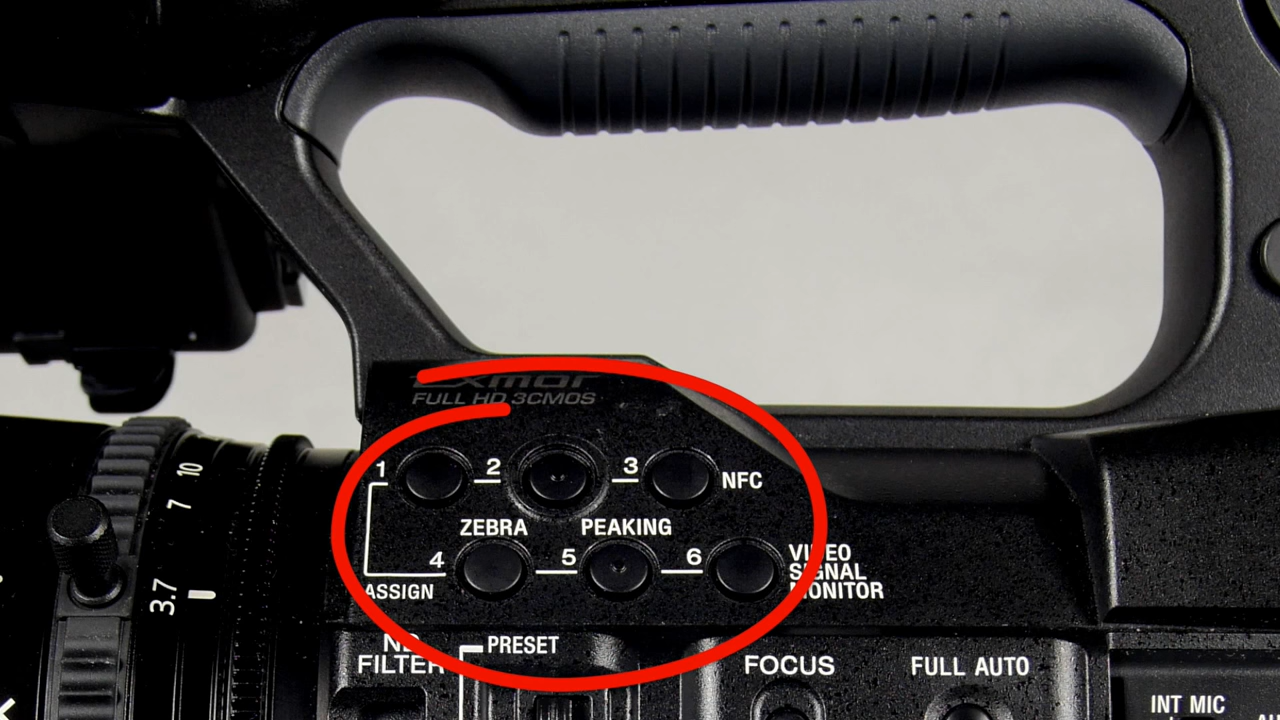 Exmor
FULL HD 3CMOS
1 2 3 NFC
ZEBRA PEAKING
4 5 6 VIDEO SIGNAL MONITOR
ASSIGN
10
7
3.7
ND FILTER
PRESET
FOCUS
FULL AUTO
INT MIC